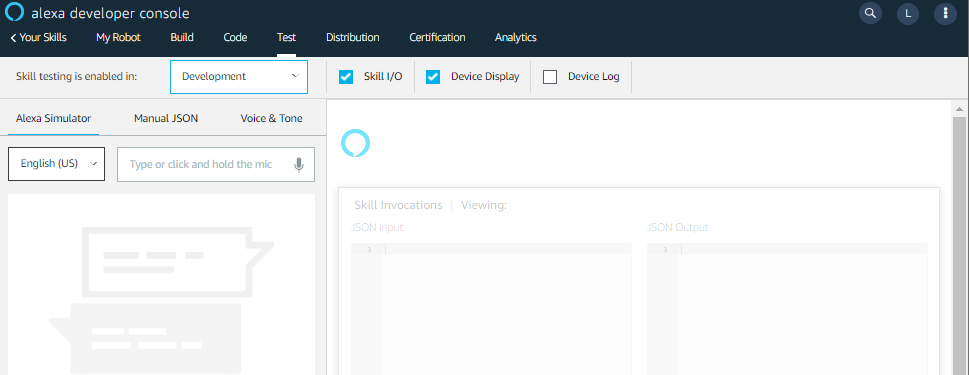 alexa developer console
L
Your Skills My Robot Build Code Test Distribution Certification Analytics
Skill testing is enabled in: Development Skill I/O Device Display Device Log
Alexa Simulator Manual JSON Voice & Tone
English (US) Type or click and hold the mic
Skill Invocations | Viewing:
JSON Input JSON Output
1 1